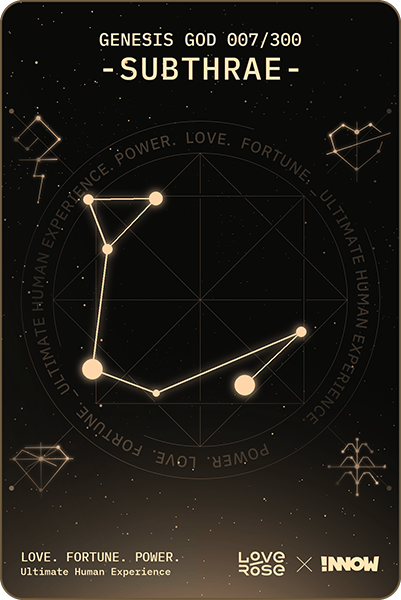 GENESIS GOD 007/300
-SUBTHRAE-
ULTIMATE HUMAN EXPERIENCE. POWER. LOVE. FORTUNE. ULTIMATE HUMAN EXPERIENCE.
POWER. LOVE. FORTUNE
LOVE. FORTUNE. POWER.
Ultimate Human Experience
LOVE
ROSE
×
INNOW